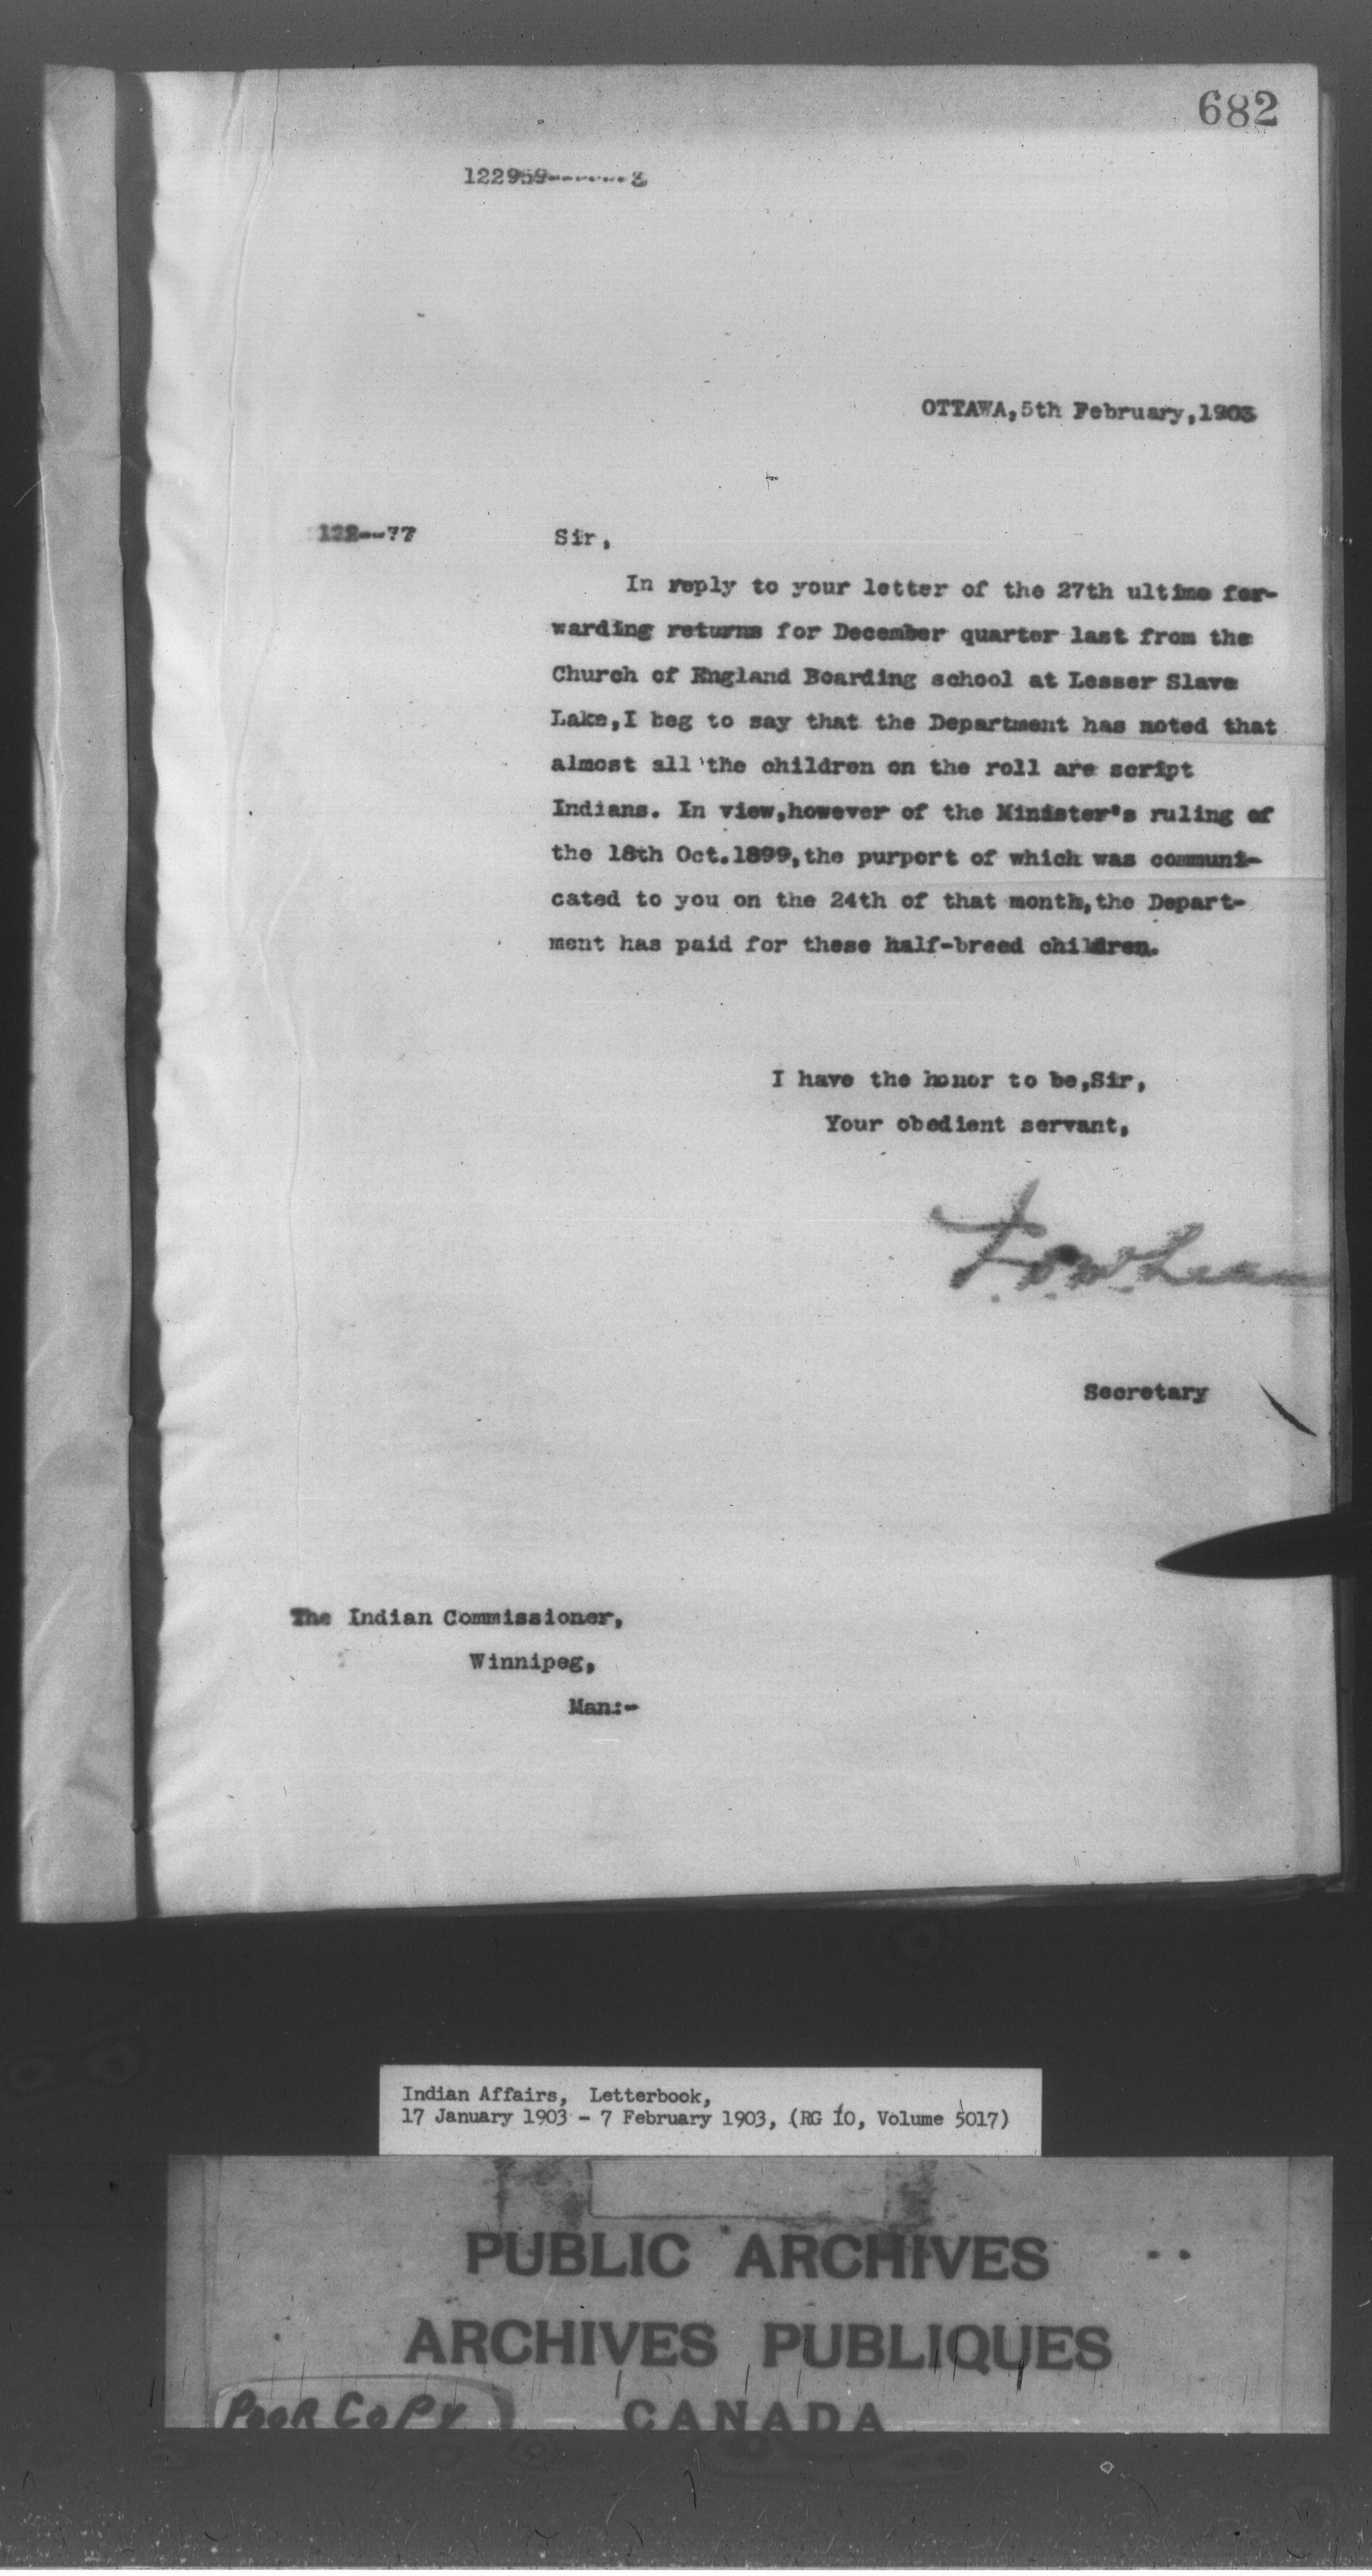 682
122959-------3
OTTAWA,5th February,1903
122--77
Sir,
In reply to your letter of the 27th ultimo for-
warding returns for December quarter last from the
Church of England Boarding school at Lesser Slave
Lake,I beg to say that the Department has noted that
almost all the children on the roll are script
Indians. In view,however of the Minister's ruling of
the 18th Oct.1899,the purport of which was communi-
cated to you on the 24th of that month,the Depart-
ment has paid for these half-breed children.
I have the honor to be,Sir,
Your obedient servant,
Secretary
The Indian Commissioner,
Winnipeg,
Man:-
Indian Affairs, Letterbook,
17 January 1903 - 7 February 1903, (RG 10, Volume 5017)
PUBLIC ARCHIVES
ARCHIVES PUBLIQUES
CANADA
POOR COPY